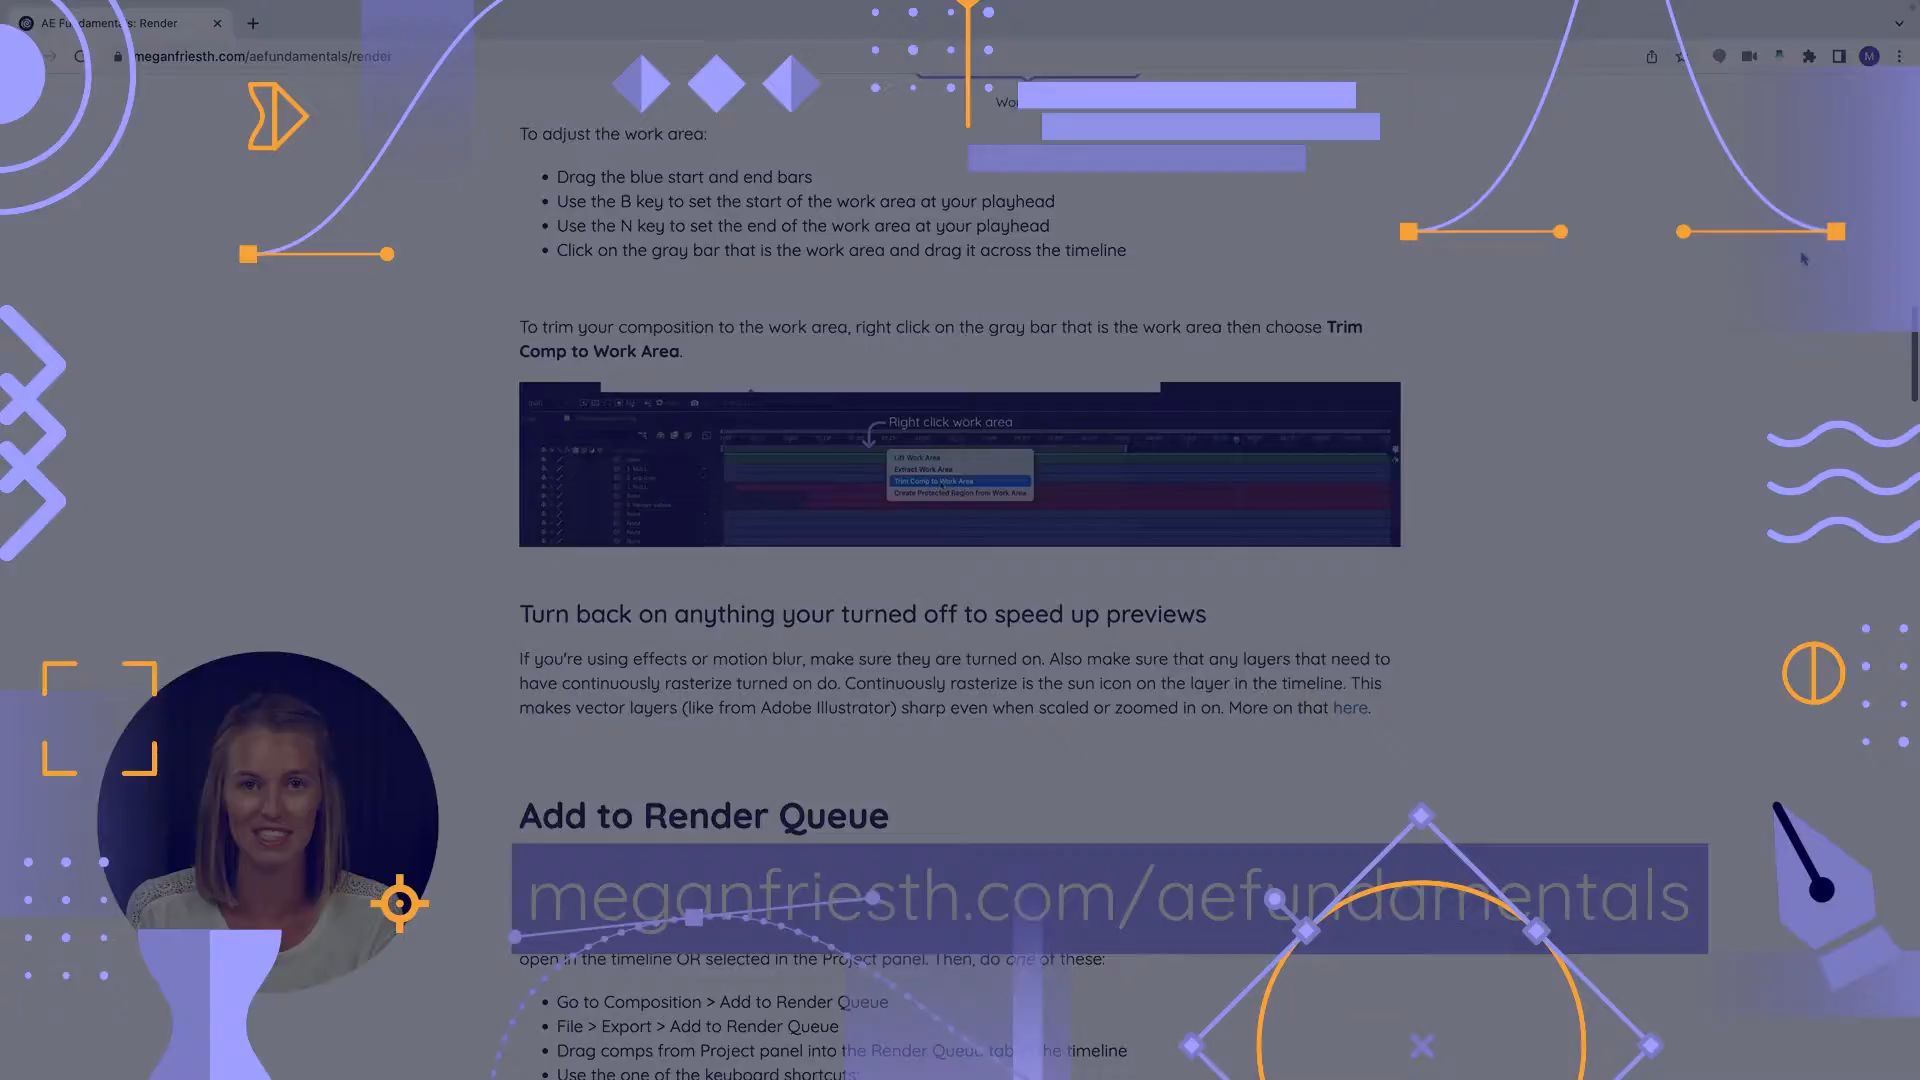 AE Fundamentals: Render
meganfriesth.com/aefundamentals/render
M
Wor
To adjust the work area:
• Drag the blue start and end bars
• Use the B key to set the start of the work area at your playhead
• Use the N key to set the end of the work area at your playhead
• Click on the gray bar that is the work area and drag it across the timeline
To trim your composition to the work area, right click on the gray bar that is the work area then choose Trim
Comp to Work Area.
Right click work area
Lift Work Area
Extract Work Area
Trim Comp to Work Area
Create Protected Region from Work Area
Turn back on anything your turned off to speed up previews
If you're using effects or motion blur, make sure they are turned on. Also make sure that any layers that need to
have continuously rasterize turned on do. Continuously rasterize is the sun icon on the layer in the timeline. This
makes vector layers (like from Adobe Illustrator) sharp even when scaled or zoomed in on. More on that here.
Add to Render Queue
meganfriesth.com/aefundamentals
open in the timeline OR selected in the Project panel. Then, do one of these:
• Go to Composition > Add to Render Queue
• File > Export > Add to Render Queue
• Drag comps from Project panel into the Render Queue tab the timeline
• Use the one of the keyboard shortcuts: